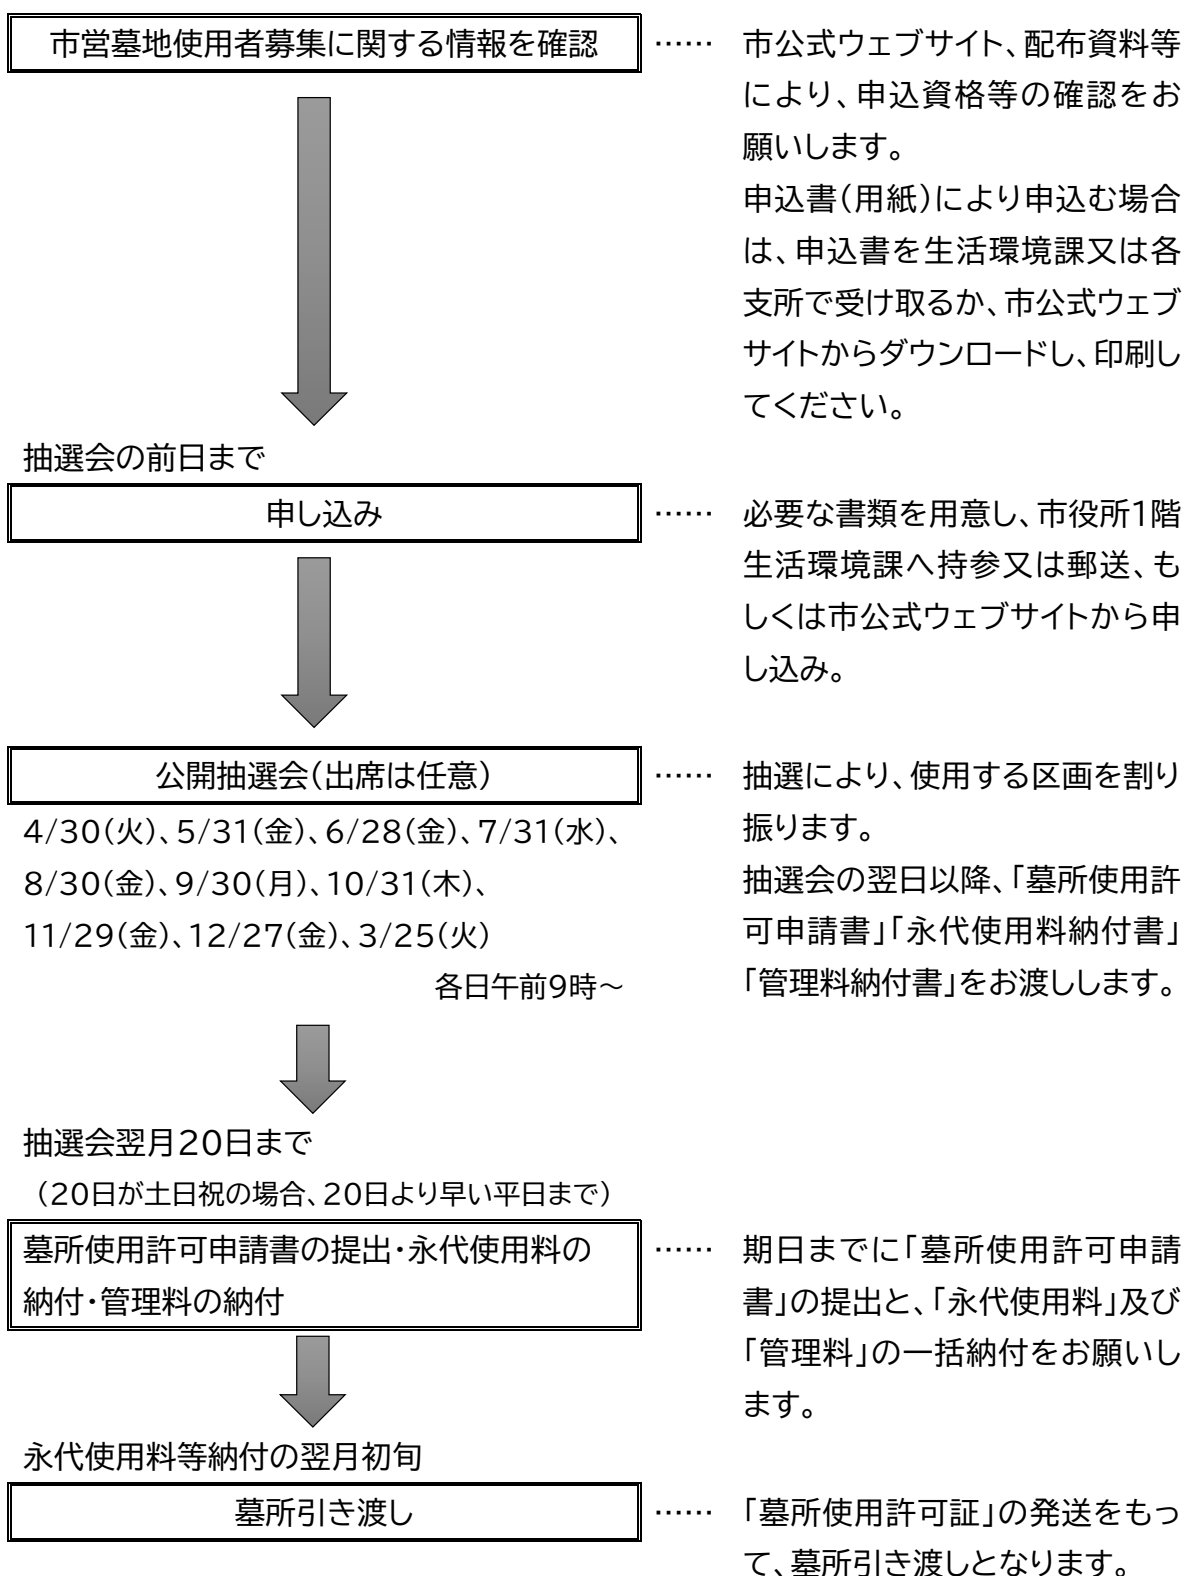 市営墓地使用者募集に関する情報を確認
…… 市公式ウェブサイト、配布資料等
により、申込資格等の確認をお
願いします。
申込書(用紙)により申込む場合
は、申込書を生活環境課又は各
支所で受け取るか、市公式ウェブ
サイトからダウンロードし、印刷し
てください。
抽選会の前日まで
申し込み
…… 必要な書類を用意し、市役所1階
生活環境課へ持参又は郵送、も
しくは市公式ウェブサイトから申
し込み。
公開抽選会(出席は任意)
4/30(火)、5/31(金)、6/28(金)、7/31(水)、
8/30(金)、9/30(月)、10/31(木)、
11/29(金)、12/27(金)、3/25(火)
各日午前9時~
…… 抽選により、使用する区画を割り
振ります。
抽選会の翌日以降、「墓所使用許
可申請書」「永代使用料納付書」
「管理料納付書」をお渡しします。
抽選会翌月20日まで
(20日が土日祝の場合、20日より早い平日まで)
墓所使用許可申請書の提出・永代使用料の
納付・管理料の納付
…… 期日までに「墓所使用許可申請
書」の提出と、「永代使用料」及び
「管理料」の一括納付をお願いし
ます。
永代使用料等納付の翌月初旬
墓所引き渡し
…… 「墓所使用許可証」の発送をもっ
て、墓所引き渡しとなります。